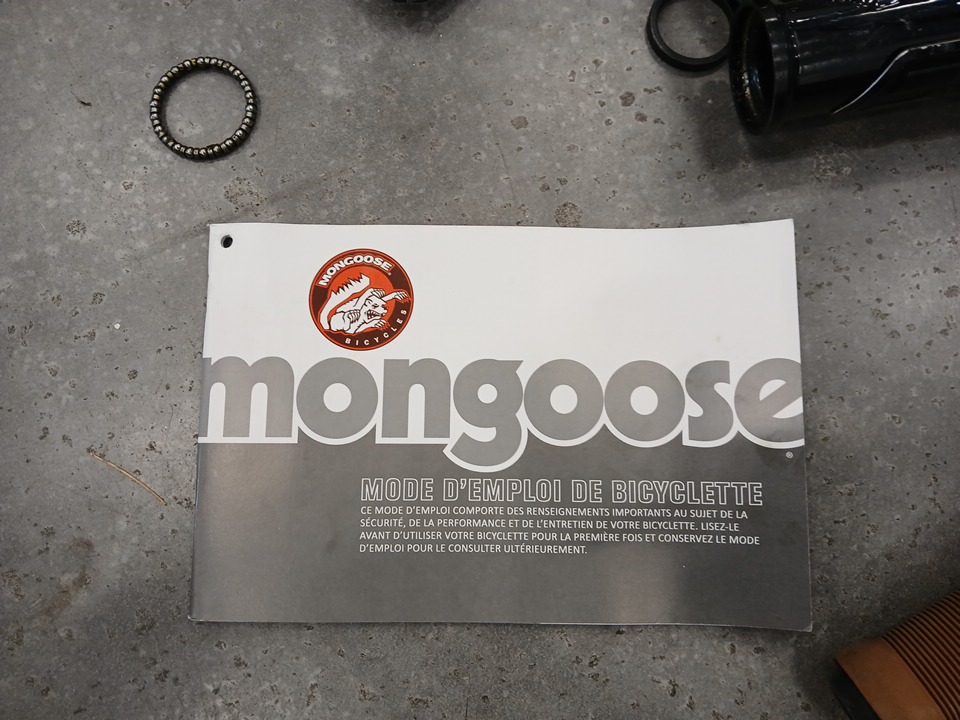 MONGOOSE
BICYCLES
mongoose®
MODE D'EMPLOI DE BICYCLETTE
CE MODE D'EMPLOI COMPORTE DES RENSEIGNEMENTS IMPORTANTS AU SUJET DE LA
SÉCURITÉ, DE LA PERFORMANCE ET DE L'ENTRETIEN DE VOTRE BICYCLETTE. LISEZ-LE
AVANT D'UTILISER VOTRE BICYCLETTE POUR LA PREMIÈRE FOIS ET CONSERVEZ LE MODE
D'EMPLOI POUR LE CONSULTER ULTÉRIEUREMENT.